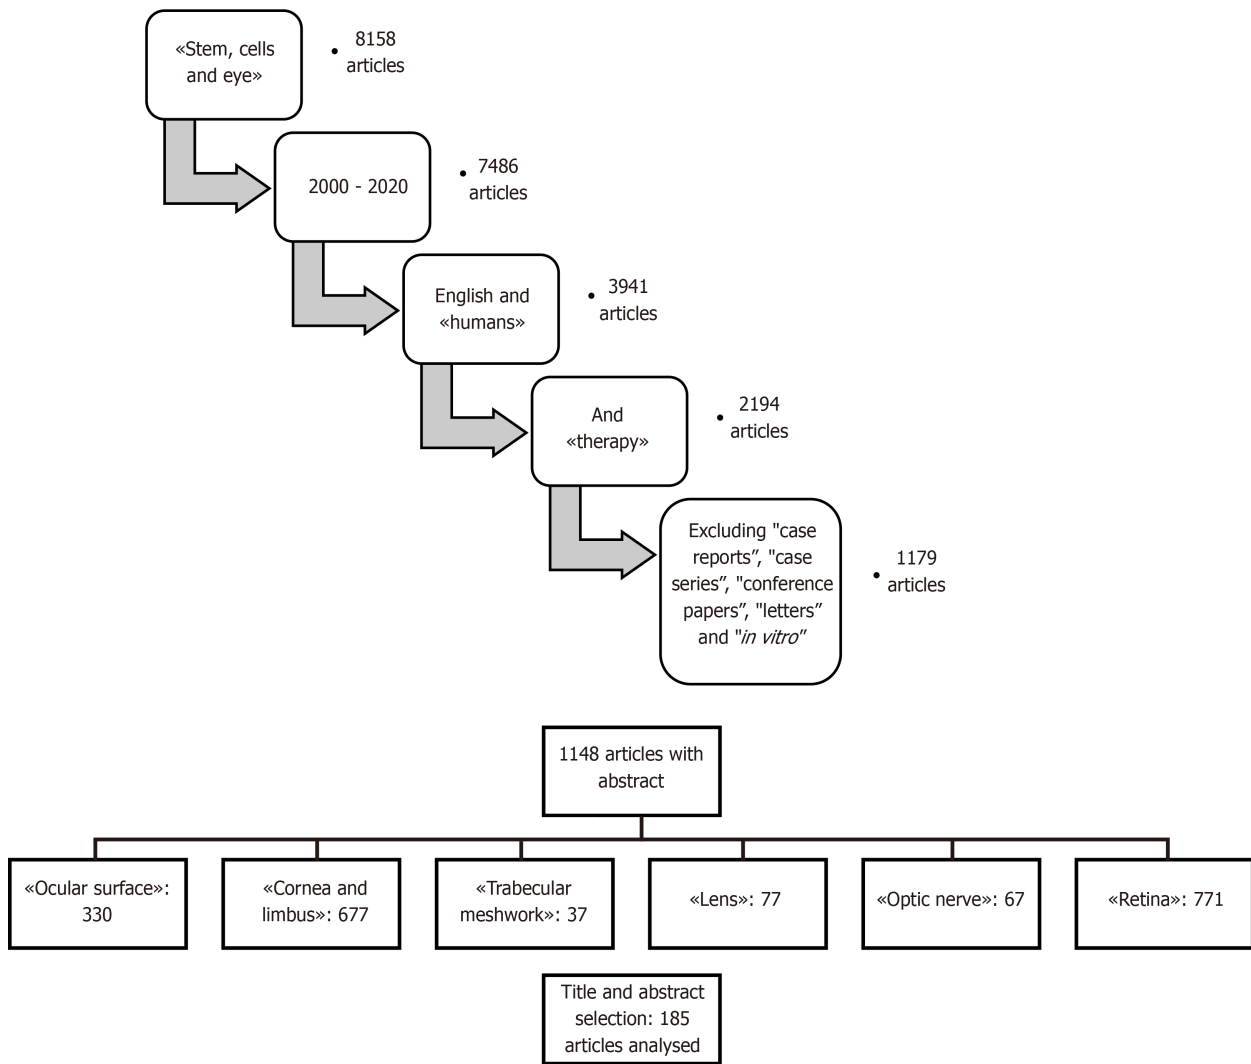 «Stem, cells
and eye»
• 8158
articles
2000 - 2020
• 7486
articles
English and
«humans»
• 3941
articles
And
«therapy»
• 2194
articles
Excluding "case
reports”, "case
series”, "conference
papers”, "letters”
and "in vitro”
• 1179
articles
1148 articles with
abstract
«Ocular surface»:
330
«Cornea and
limbus»: 677
«Trabecular
meshwork»: 37
«Lens»: 77
«Optic nerve»: 67
«Retina»: 771
Title and abstract
selection: 185
articles analysed